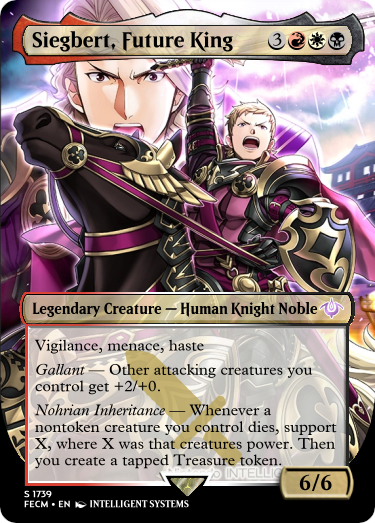 Siegbert, Future King 3
Legendary Creature — Human Knight Noble
Vigilance, menace, haste
Gallant — Other attacking creatures you
control get +2/+0.
Nohrian Inheritance — Whenever a
nontoken creature you control dies, support
X, where X was that creatures power. Then
you create a tapped Treasure token.
6/6
S 1739
FECM • EN INTELLIGENT SYSTEMS